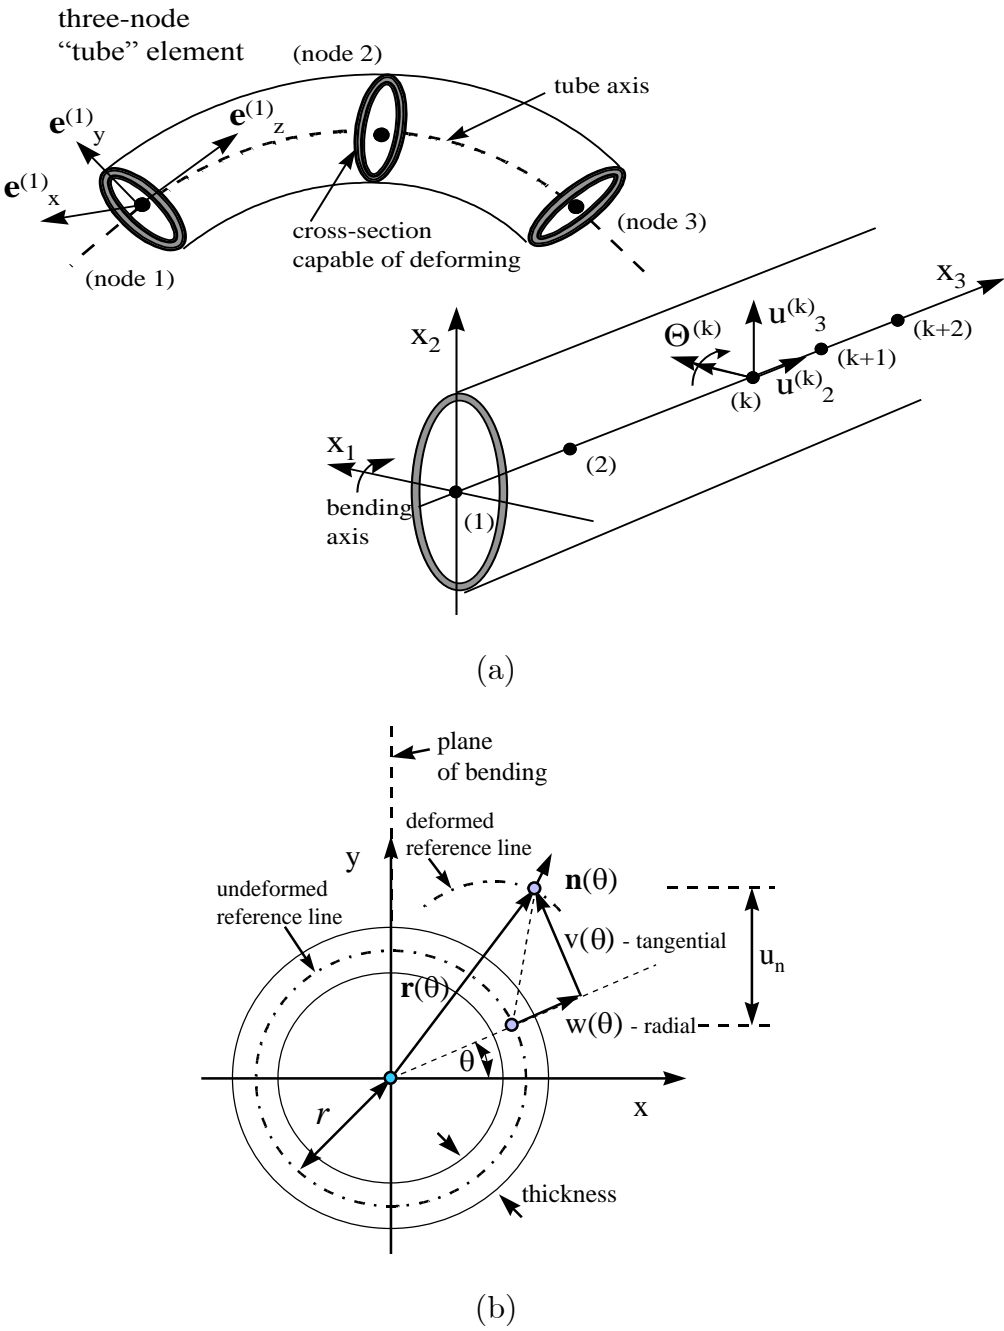 three-node
“tube” element
(node 2)
tube axis
e(1)y
e(1)z
e(1)x
cross-section
capable of deforming
(node 3)
(node 1)
x3
x2
u(k)3
Θ(k)
(k+2)
(k+1)
u(k)2
(k)
x1
(2)
bending
axis
(1)
(a)
plane
of bending
deformed
reference line
y
n(θ)
undeformed
reference line
v(θ) - tangential
un
r(θ)
w(θ) - radial
θ
x
r
thickness
(b)